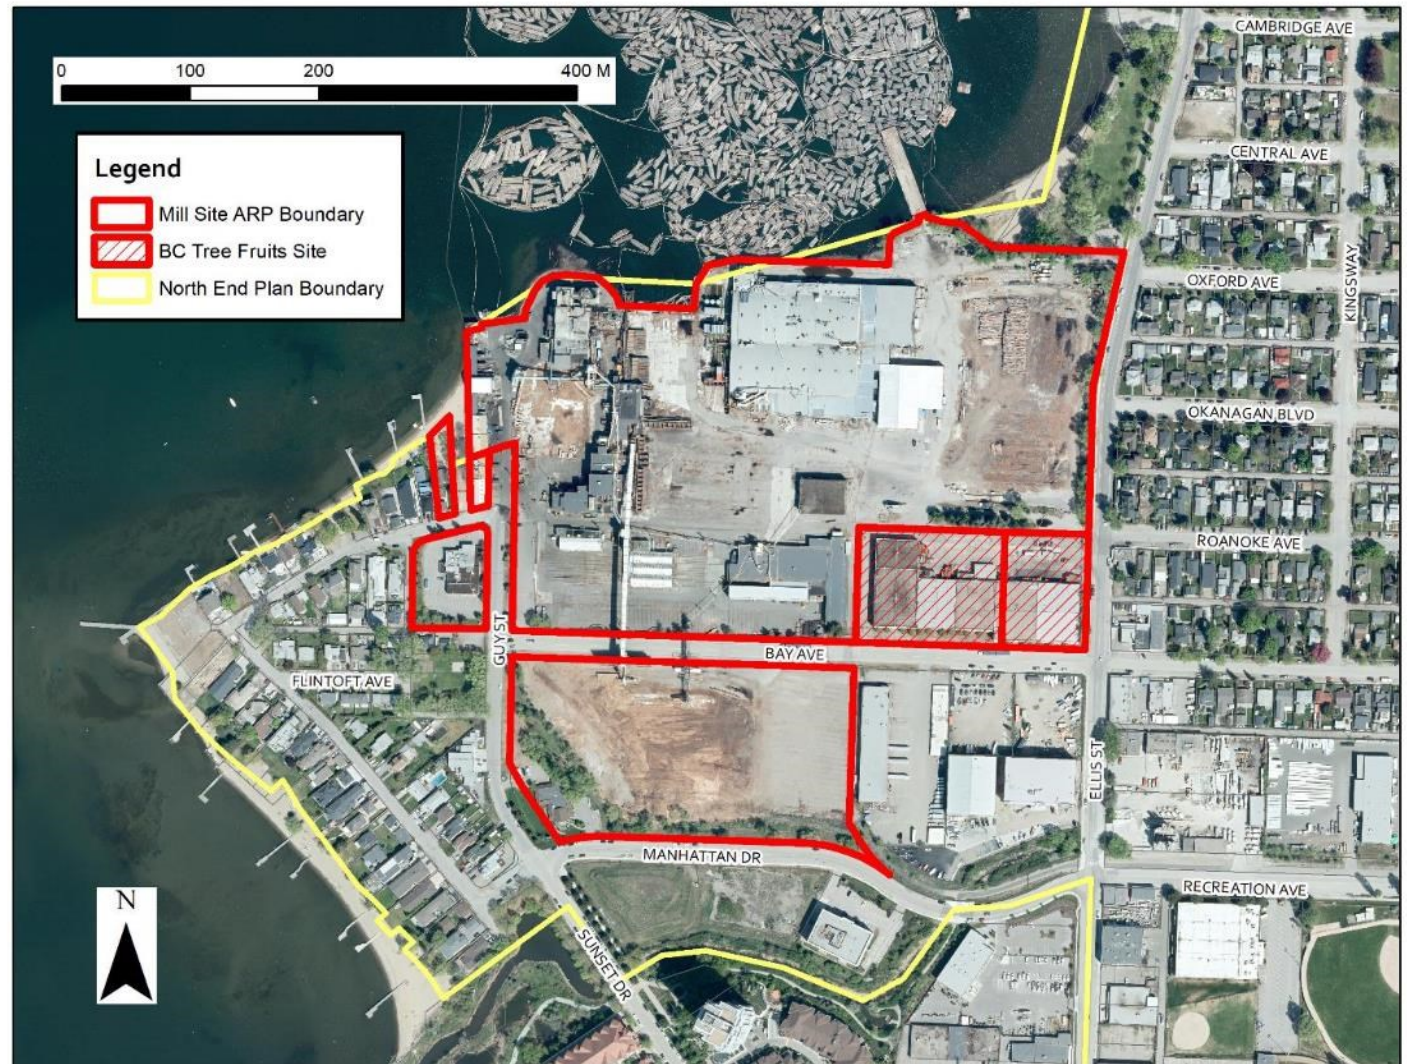 CAMBRIDGE AVE
0 100 200 400 M
Legend
Mill Site ARP Boundary
BC Tree Fruits Site
North End Plan Boundary
CENTRAL AVE
OXFORD AVE
KINGSWAY
OKANAGAN BLVD
ROANOKE AVE
GUY ST
BAY AVE
FLINTOFT AVE
ELLIS ST
MANHATTAN DR
RECREATION AVE
N
SUNSET DR